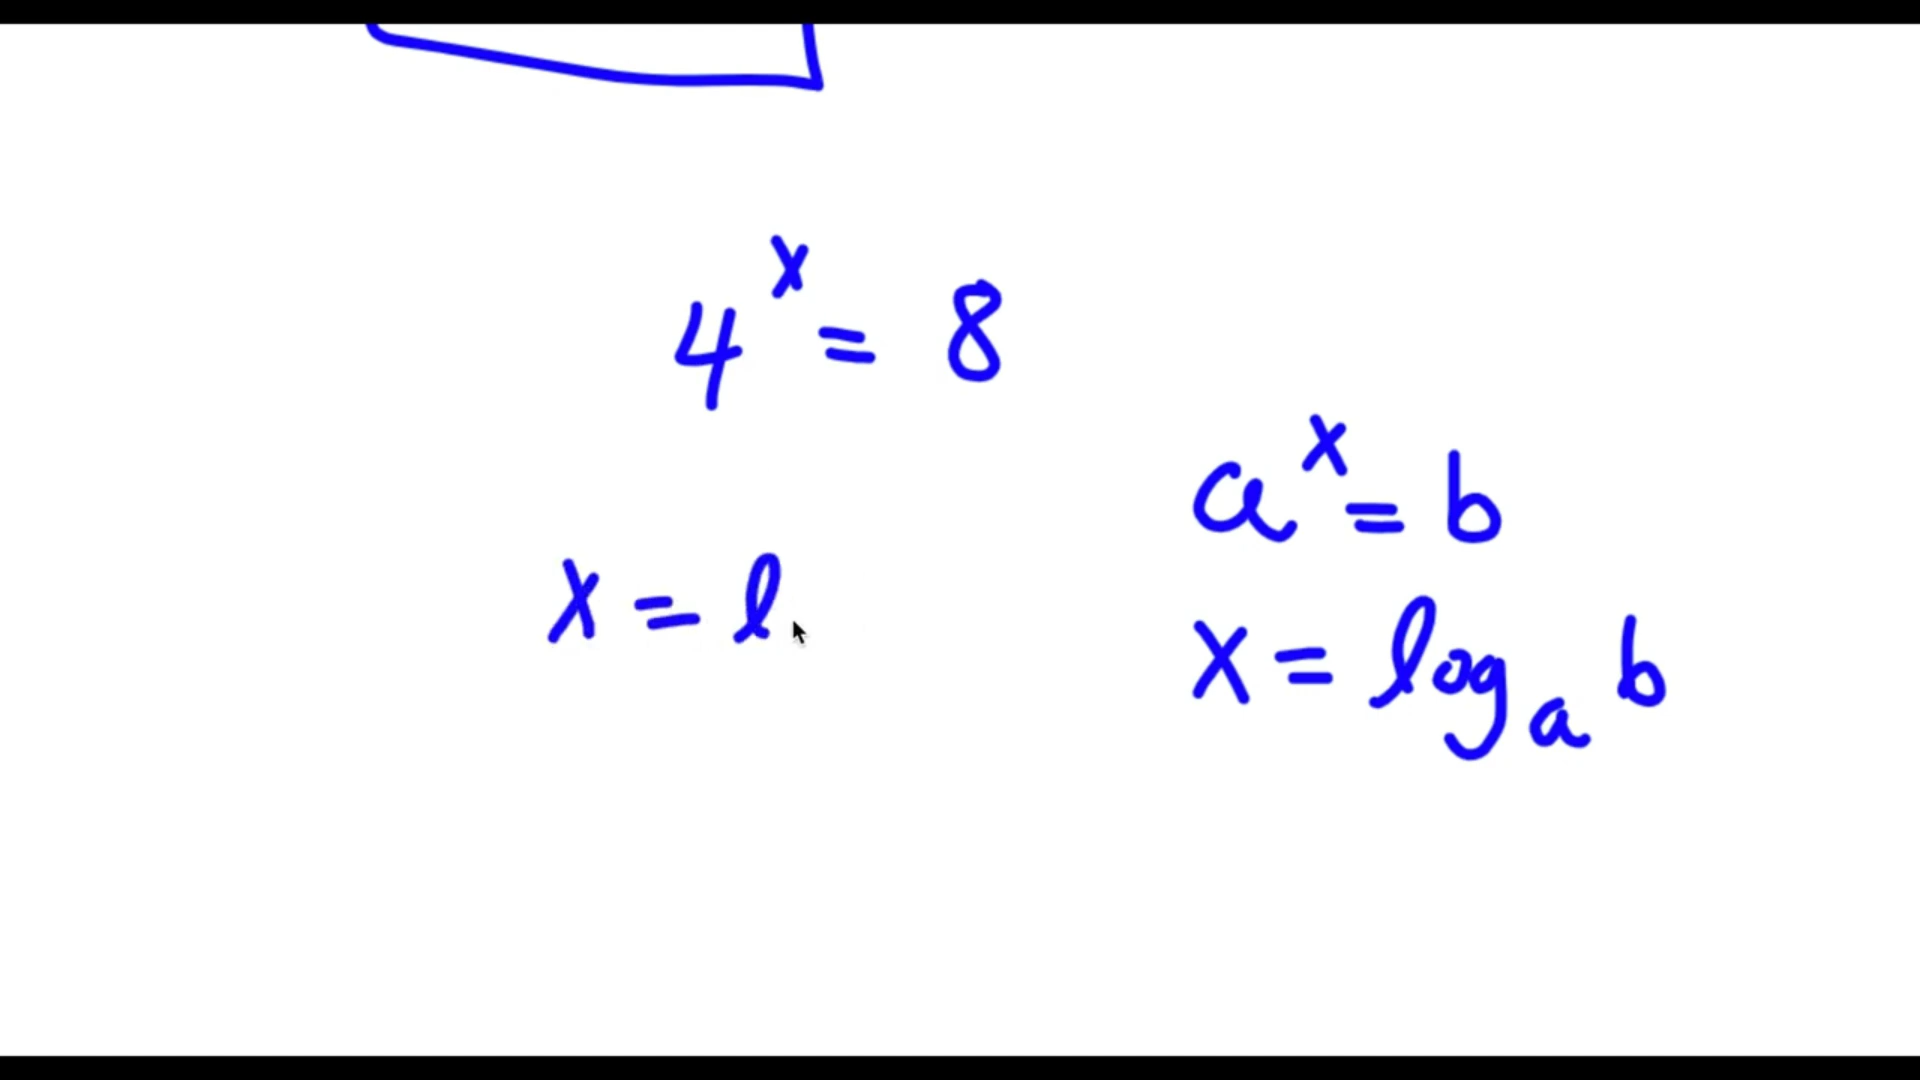 4^x = 8
a^x = b
x = l
x = log_a b